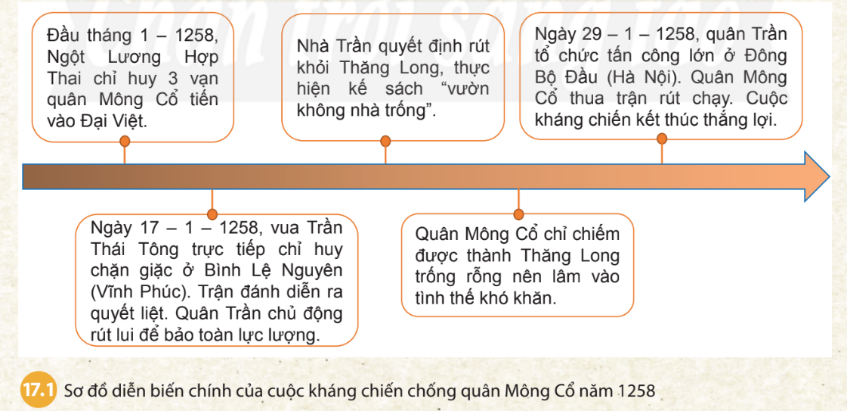 Đầu tháng 1 – 1258,
Ngột Lương Hợp
Thai chỉ huy 3 vạn
quân Mông Cổ tiến
vào Đại Việt.
Ngày 17 – 1 – 1258, vua Trần
Thái Tông trực tiếp chỉ huy
chặn giặc ở Bình Lệ Nguyên
(Vĩnh Phúc). Trận đánh diễn ra
quyết liệt. Quân Trần chủ động
rút lui để bảo toàn lực lượng.
Nhà Trần quyết định rút
khỏi Thăng Long, thực
hiện kế sách “vườn
không nhà trống”.
Quân Mông Cổ chỉ chiếm
được thành Thăng Long
trống rỗng nên lâm vào
tình thế khó khăn.
Ngày 29 – 1 – 1258, quân Trần
tổ chức tấn công lớn ở Đông
Bộ Đầu (Hà Nội). Quân Mông
Cổ thua trận rút chạy. Cuộc
kháng chiến kết thúc thắng lợi.
17.1 Sơ đồ diễn biến chính của cuộc kháng chiến chống quân Mông Cổ năm 1258